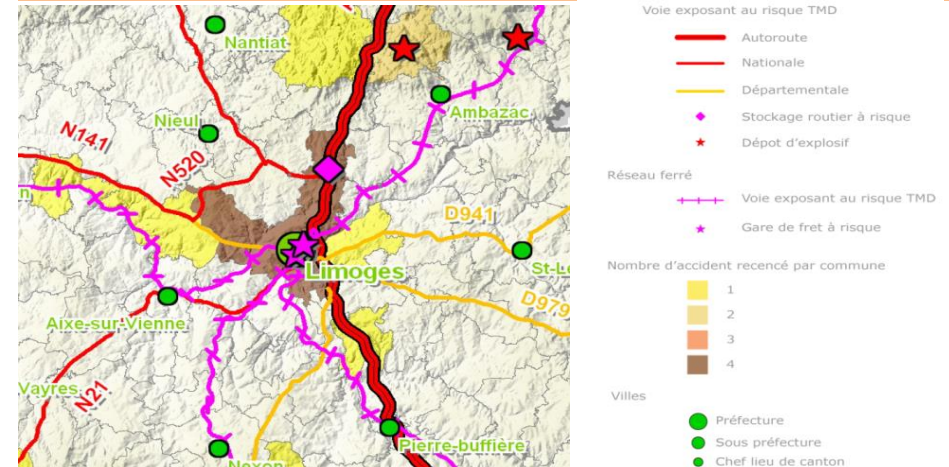 Nantiat
Ambazac
Nieul
N141
N520
D941
Limoges
St-L
D979
Aixe-sur-Vienne
Vayres
N21
Pierre-buffière
Nexon
Voie exposant au risque TMD
Autoroute
Nationale
Départementale
Stockage routier à risque
Dépot d'explosif
Réseau ferré
Voie exposant au risque TMD
Gare de fret à risque
Nombre d'accident recencé par commune
1
2
3
4
Villes
Préfecture
Sous préfecture
Chef lieu de canton